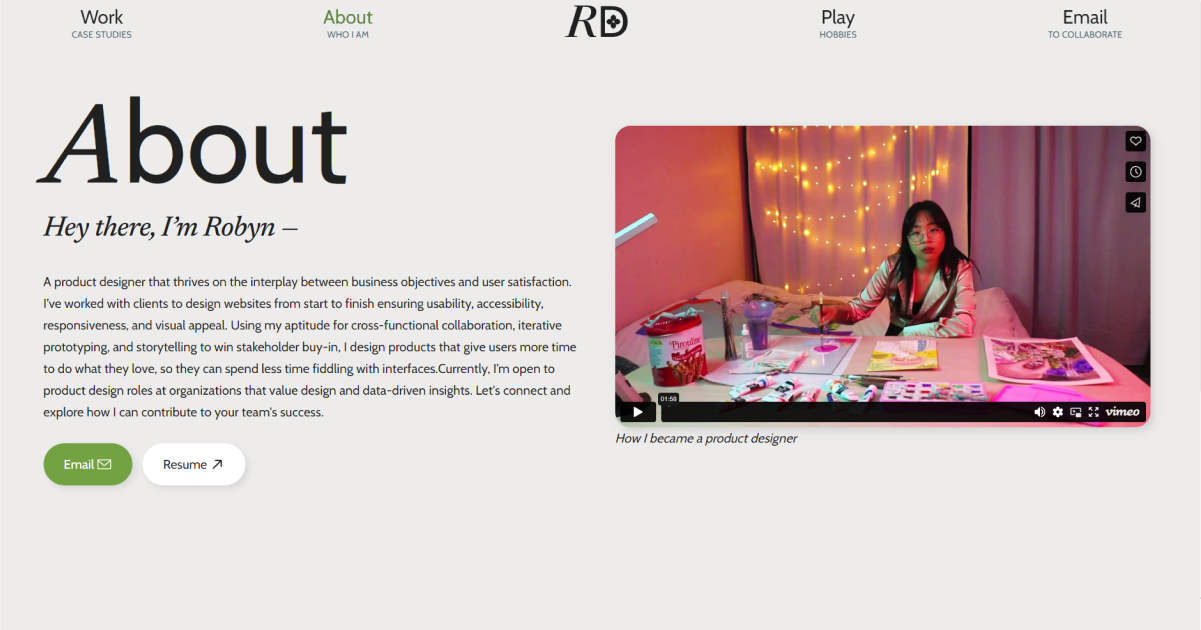 Work
CASE STUDIES
About
WHO I AM
RD
Play
HOBBIES
Email
TO COLLABORATE
About
Hey there, I’m Robyn –
A product designer that thrives on the interplay between business objectives and user satisfaction.
I’ve worked with clients to design websites from start to finish ensuring usability, accessibility,
responsiveness, and visual appeal. Using my aptitude for cross-functional collaboration, iterative
prototyping, and storytelling to win stakeholder buy-in, I design products that give users more time
to do what they love, so they can spend less time fiddling with interfaces.Currently, I’m open to
product design roles at organizations that value design and data-driven insights. Let’s connect and
explore how I can contribute to your team’s success.
Email
Resume
Pirouline
01:58
vimeo
How I became a product designer